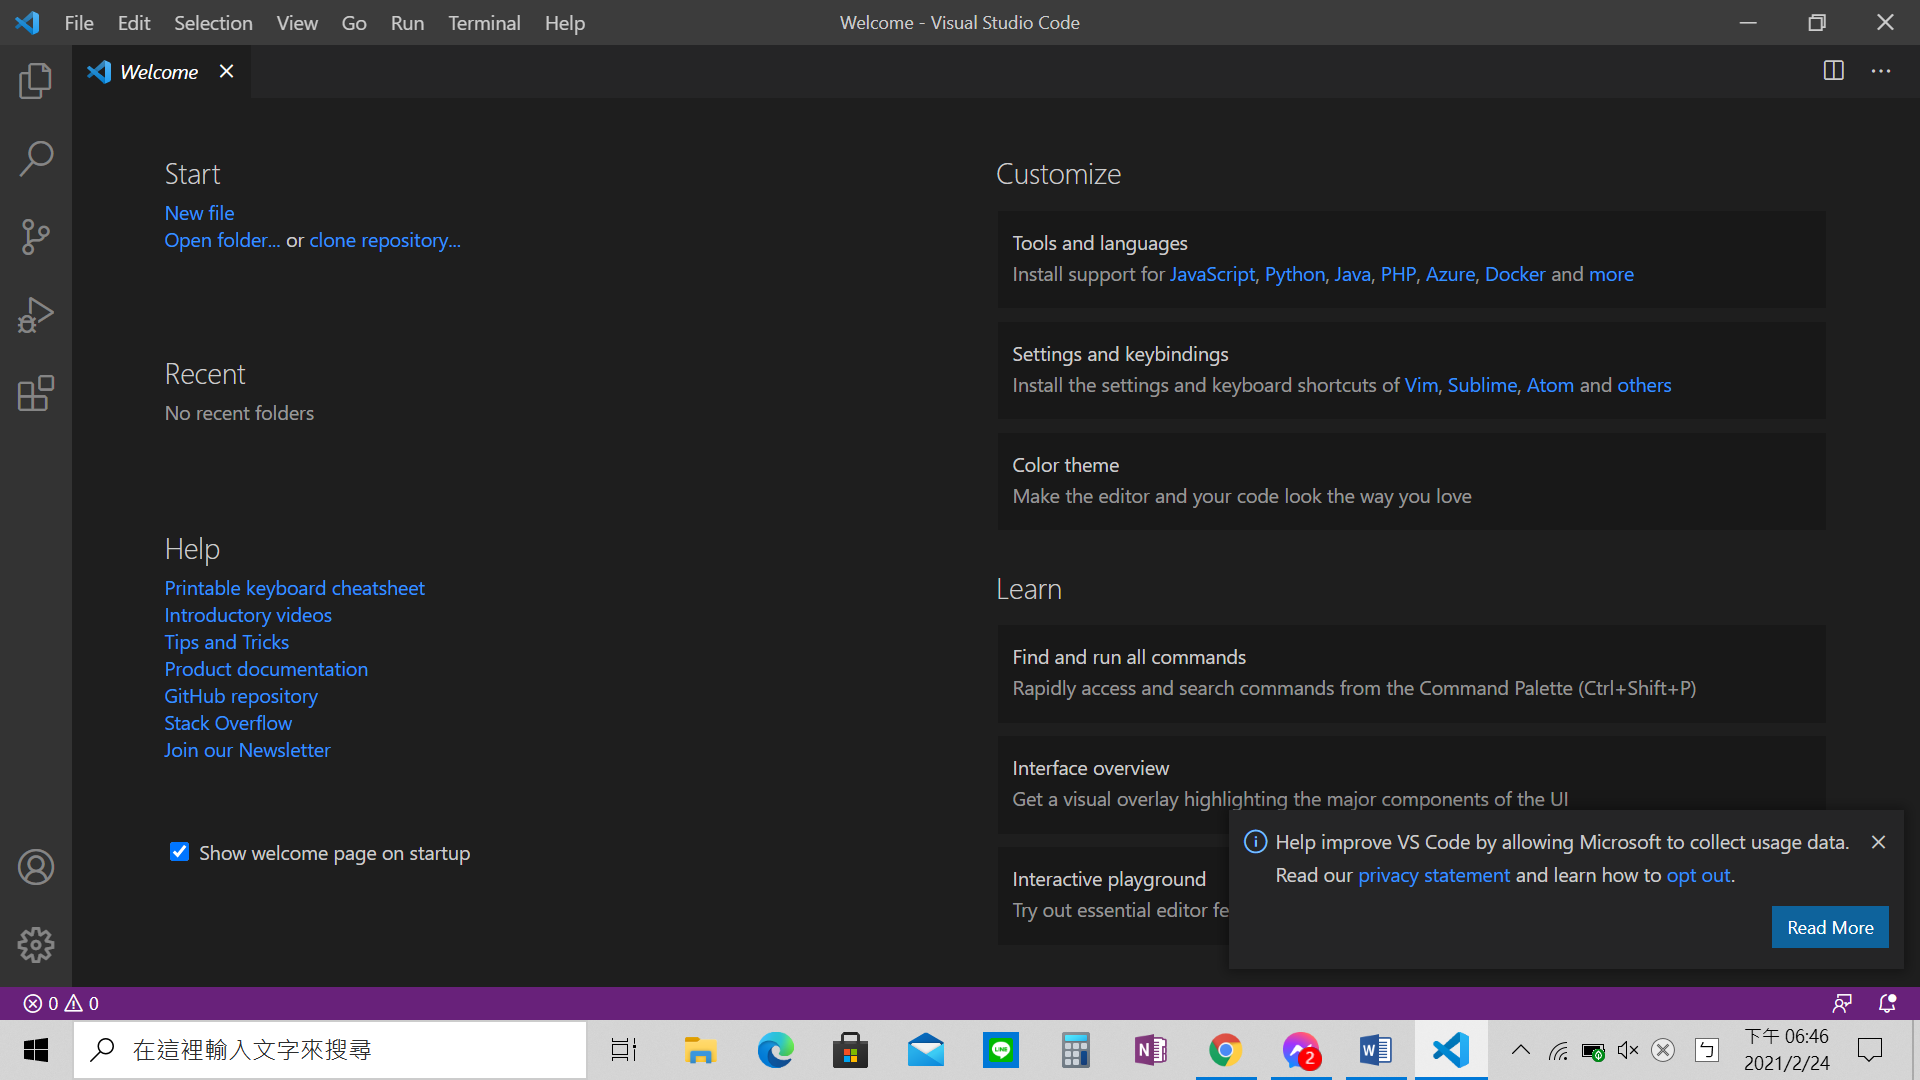 File Edit Selection View Go Run Terminal Help
Welcome - Visual Studio Code
Welcome
Start
New file
Open folder... or clone repository...
Recent
No recent folders
Help
Printable keyboard cheatsheet
Introductory videos
Tips and Tricks
Product documentation
GitHub repository
Stack Overflow
Join our Newsletter
Show welcome page on startup
Customize
Tools and languages
Install support for JavaScript, Python, Java, PHP, Azure, Docker and more
Settings and keybindings
Install the settings and keyboard shortcuts of Vim, Sublime, Atom and others
Color theme
Make the editor and your code look the way you love
Learn
Find and run all commands
Rapidly access and search commands from the Command Palette (Ctrl+Shift+P)
Interface overview
Get a visual overlay highlighting the major components of the UI
Interactive playground
Try out essential editor fe
Help improve VS Code by allowing Microsoft to collect usage data.
Read our privacy statement and learn how to opt out.
Read More
0 0
在這裡輸入文字來搜尋
LINE
N
2
W
ㄅ
下午 06:46
2021/2/24